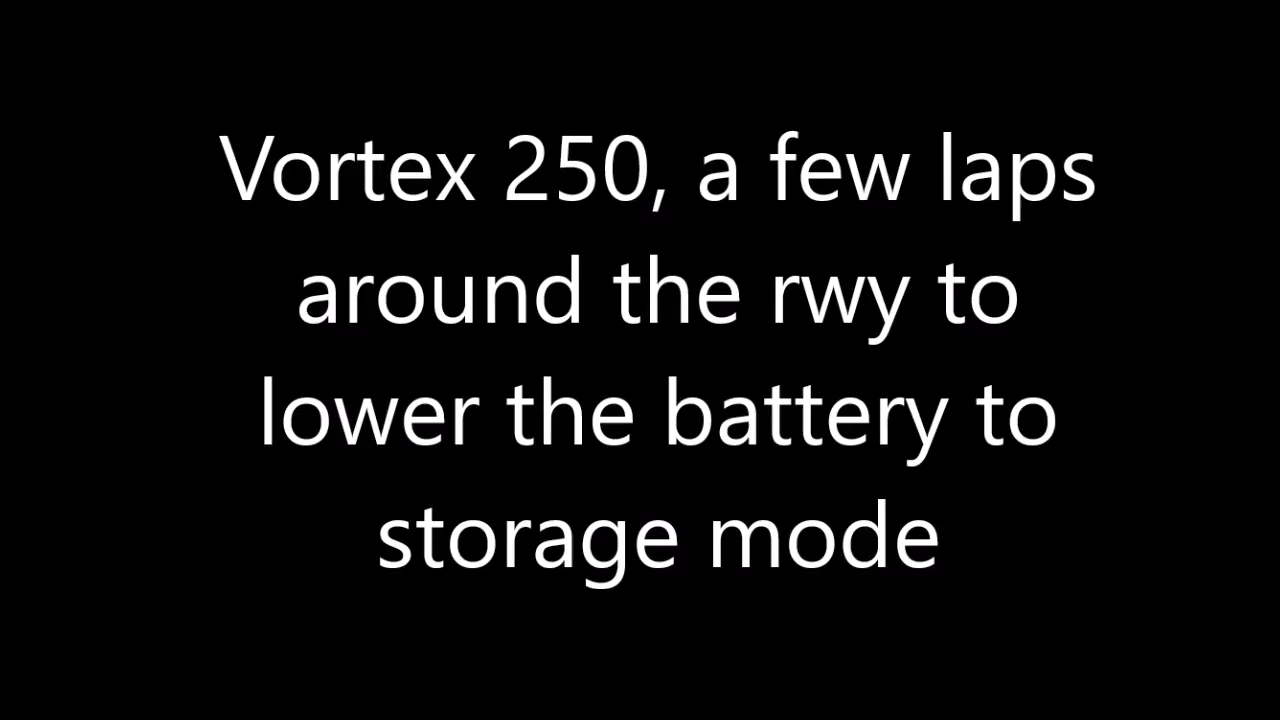 Vortex 250, a few laps
around the rwy to
lower the battery to
storage mode